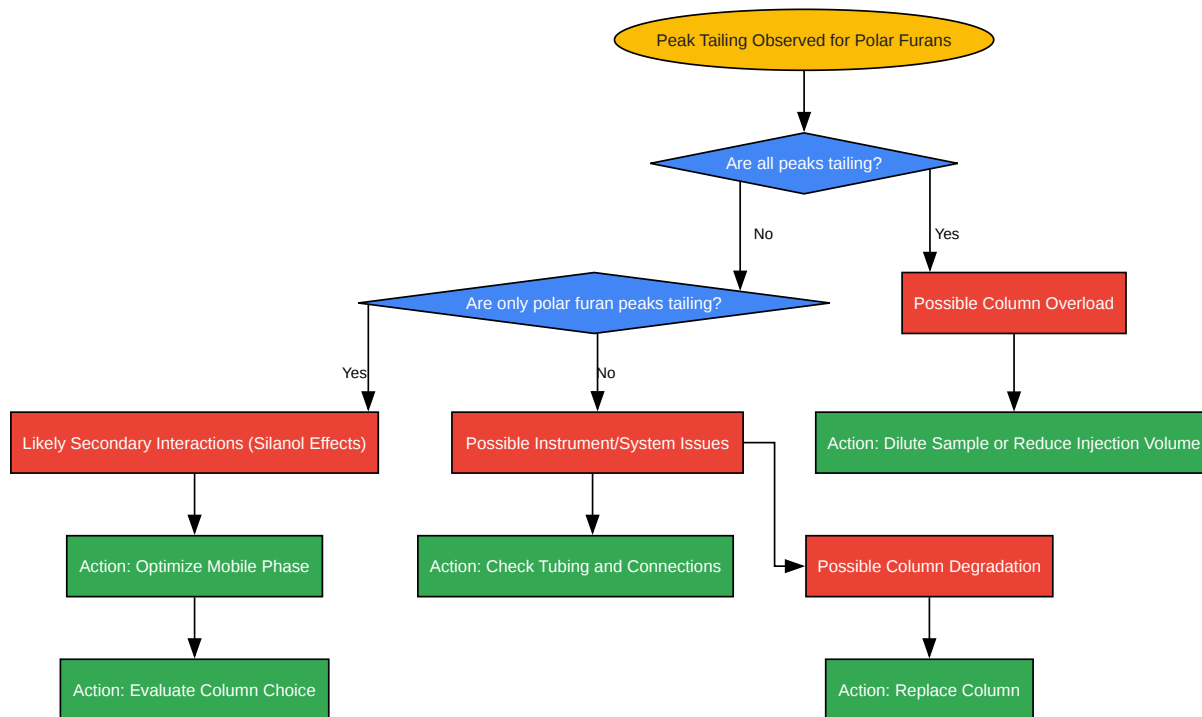 Peak Tailing Observed for Polar Furans
Are all peaks tailing?
No
Yes
Are only polar furan peaks tailing?
Possible Column Overload
Yes
No
Likely Secondary Interactions (Silanol Effects)
Possible Instrument/System Issues
Action: Dilute Sample or Reduce Injection Volume
Action: Optimize Mobile Phase
Action: Check Tubing and Connections
Possible Column Degradation
Action: Evaluate Column Choice
Action: Replace Column